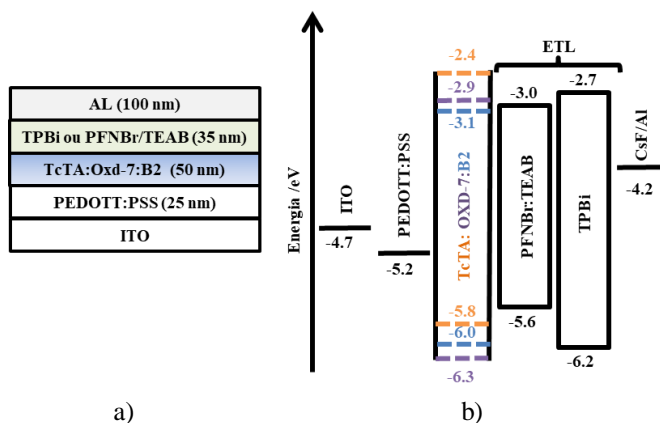 AL (100 nm)
TPBi ou PFNBr/TEAB (35 nm)
TcTA:Oxd-7:B2 (50 nm)
PEDOTT:PSS (25 nm)
ITO
a)
Energia /eV
ITO
-4.7
PEDOTT:PSS
-5.2
-2.4
-2.9
-3.1
TcTA: OXD-7:B2
-5.8
-6.0
-6.3
ETL
-3.0
PFNBr:TEAB
-5.6
-2.7
TPBi
-6.2
CsF/Al
-4.2
b)